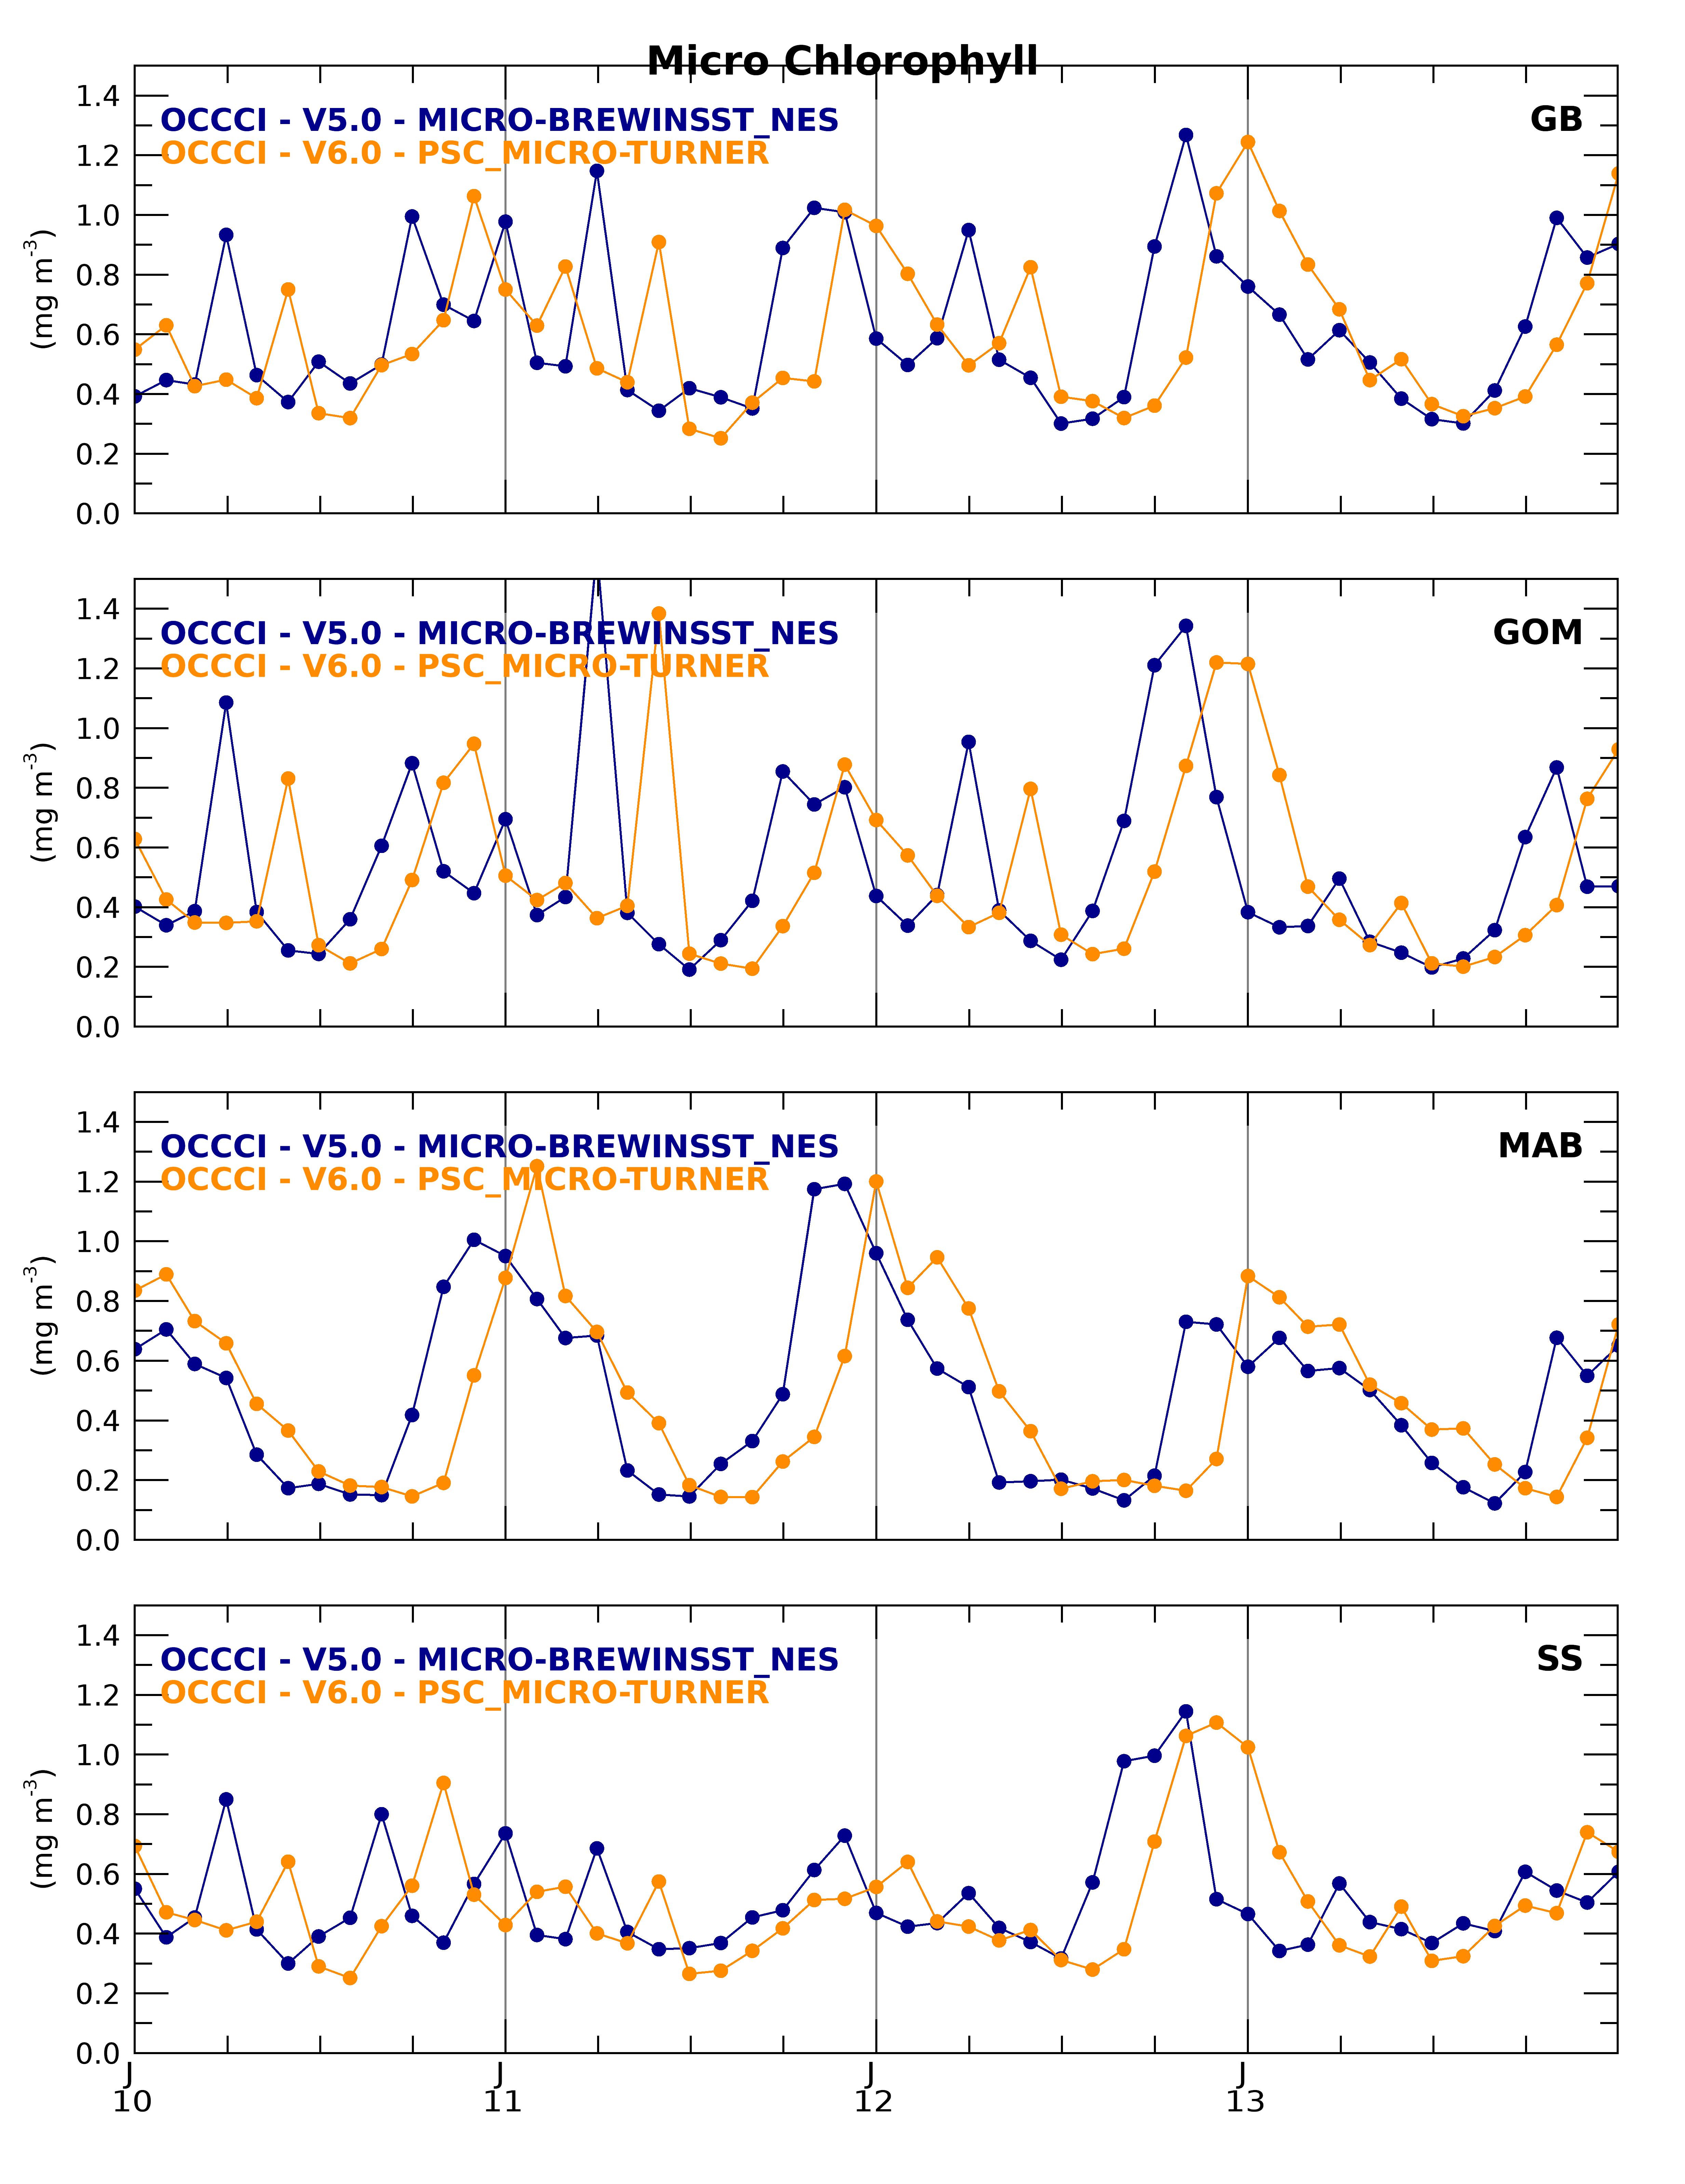 Micro Chlorophyll
1.4
1.2
1.0
0.8
0.6
0.4
0.2
0.0
(mg m-3)
OCCCI - V5.0 - MICRO-BREWINSST_NES
OCCCI - V6.0 - PSC_MICRO-TURNER
GB
1.4
1.2
1.0
0.8
0.6
0.4
0.2
0.0
(mg m-3)
OCCCI - V5.0 - MICRO-BREWINSST_NES
OCCCI - V6.0 - PSC_MICRO-TURNER
GOM
1.4
1.2
1.0
0.8
0.6
0.4
0.2
0.0
(mg m-3)
OCCCI - V5.0 - MICRO-BREWINSST_NES
OCCCI - V6.0 - PSC_MICRO-TURNER
MAB
1.4
1.2
1.0
0.8
0.6
0.4
0.2
0.0
(mg m-3)
OCCCI - V5.0 - MICRO-BREWINSST_NES
OCCCI - V6.0 - PSC_MICRO-TURNER
SS
J J J J
10 11 12 13